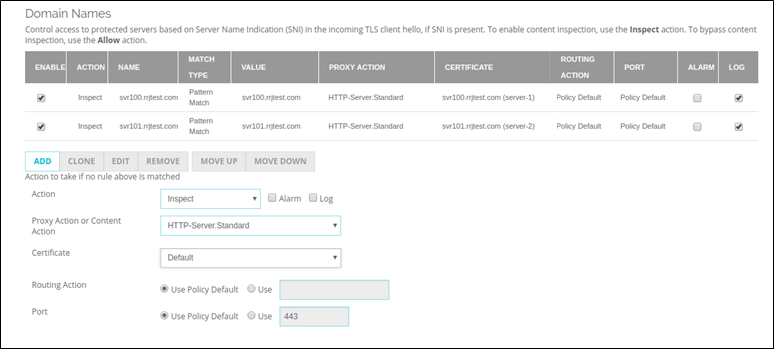 Domain Names
Control access to protected servers based on Server Name Indication (SNI) in the incoming TLS client hello, if SNI is present. To enable content inspection, use the Inspect action. To bypass content
inspection, use the Allow action.
ENABLE ACTION NAME MATCH TYPE VALUE PROXY ACTION CERTIFICATE ROUTING ACTION PORT ALARM LOG
Inspect svr100.rrjtest.com Pattern Match svr100.rrjtest.com HTTP-Server.Standard svr100.rrjtest.com (server-1) Policy Default Policy Default
Inspect svr101.rrjtest.com Pattern Match svr101.rrjtest.com HTTP-Server.Standard svr101.rrjtest.com (server-2) Policy Default Policy Default
ADD CLONE EDIT REMOVE MOVE UP MOVE DOWN
Action to take if no rule above is matched
Action Inspect Alarm Log
Proxy Action or Content Action HTTP-Server.Standard
Certificate Default
Routing Action Use Policy Default Use
Port Use Policy Default Use 443